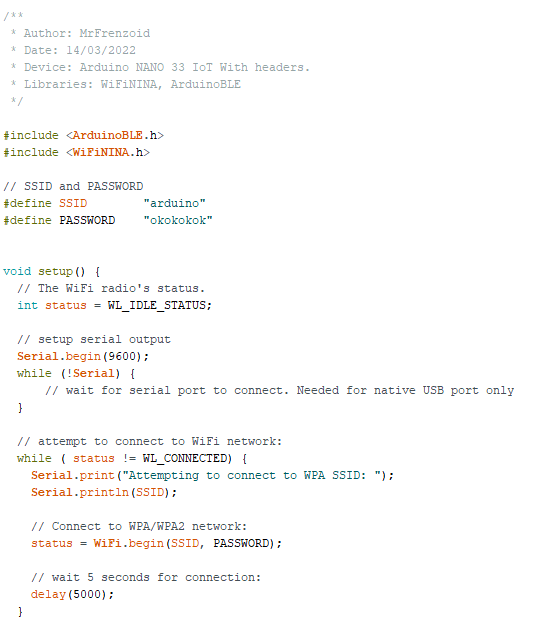 /**
 * Author: MrFrenzoid
 * Date: 14/03/2022
 * Device: Arduino NANO 33 IoT With headers.
 * Libraries: WiFiNINA, ArduinoBLE
 */

#include <ArduinoBLE.h>
#include <WiFiNINA.h>

// SSID and PASSWORD
#define SSID        "arduino"
#define PASSWORD    "okokokok"


void setup() {
  // The WiFi radio's status.
  int status = WL_IDLE_STATUS;

  // setup serial output
  Serial.begin(9600);
  while (!Serial) {
      // wait for serial port to connect. Needed for native USB port only
  }

  // attempt to connect to WiFi network:
  while ( status != WL_CONNECTED) {
    Serial.print("Attempting to connect to WPA SSID: ");
    Serial.println(SSID);

    // Connect to WPA/WPA2 network:
    status = WiFi.begin(SSID, PASSWORD);

    // wait 5 seconds for connection:
    delay(5000);
  }